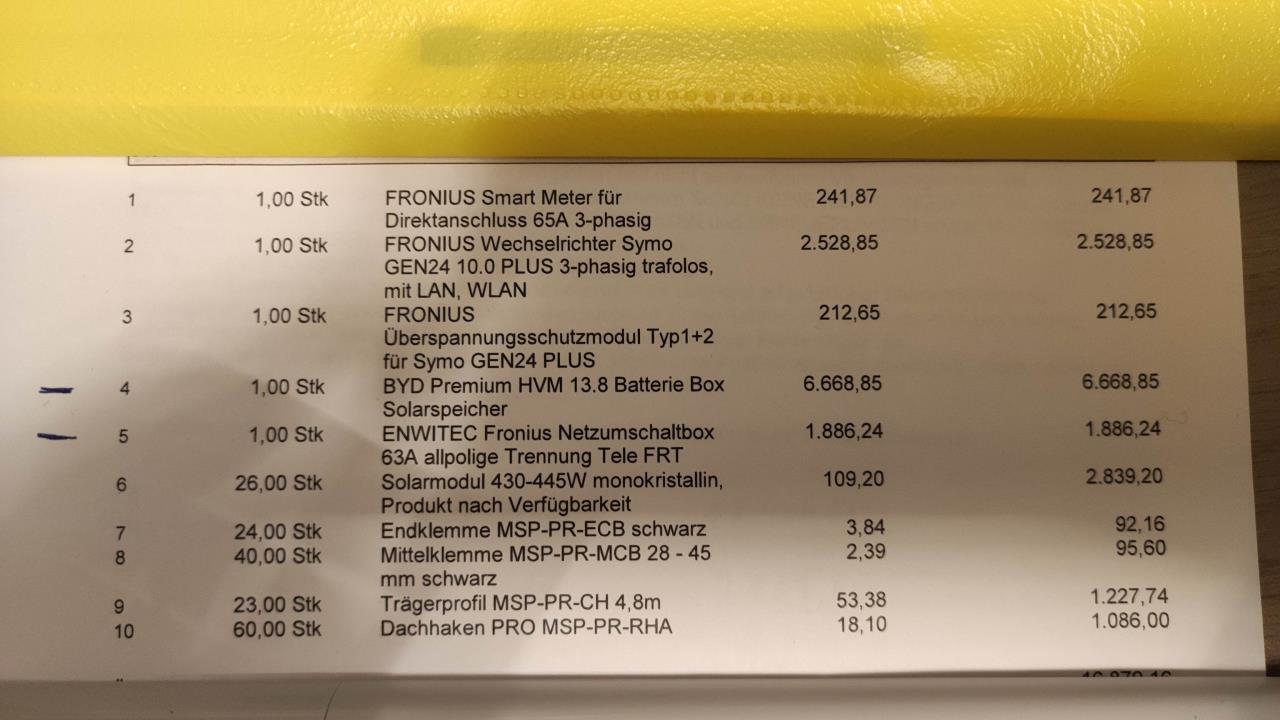 1 1,00 Stk FRONIUS Smart Meter für 241,87 241,87
Direktanschluss 65A 3-phasig
2 1,00 Stk FRONIUS Wechselrichter Symo 2.528,85 2.528,85
GEN24 10.0 PLUS 3-phasig trafolos,
mit LAN, WLAN
3 1,00 Stk FRONIUS 212,65 212,65
Überspannungsschutzmodul Typ1+2
für Symo GEN24 PLUS
4 1,00 Stk BYD Premium HVM 13.8 Batterie Box 6.668,85 6.668,85
Solarspeicher
5 1,00 Stk ENWITEC Fronius Netzumschaltbox 1.886,24 1.886,24
63A allpolige Trennung Tele FRT
6 26,00 Stk Solarmodul 430-445W monokristallin, 109,20 2.839,20
Produkt nach Verfügbarkeit
7 24,00 Stk Endklemme MSP-PR-ECB schwarz 3,84 92,16
8 40,00 Stk Mittelklemme MSP-PR-MCB 28 - 45 2,39 95,60
mm schwarz
9 23,00 Stk Trägerprofil MSP-PR-CH 4,8m 53,38 1.227,74
10 60,00 Stk Dachhaken PRO MSP-PR-RHA 18,10 1.086,00